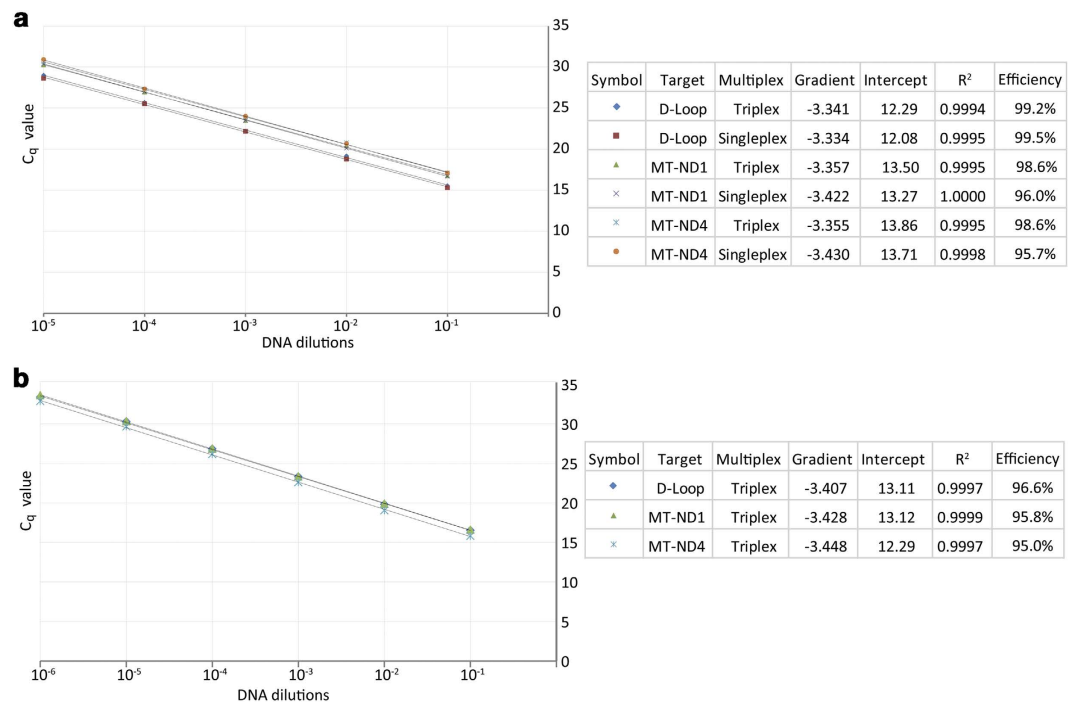 a
35
30
25
20
15
10
5
0
Cq value
10-5 10-4 10-3 10-2 10-1
DNA dilutions
Symbol Target Multiplex Gradient Intercept R2 Efficiency
D-Loop Triplex -3.341 12.29 0.9994 99.2%
D-Loop Singleplex -3.334 12.08 0.9995 99.5%
MT-ND1 Triplex -3.357 13.50 0.9995 98.6%
MT-ND1 Singleplex -3.422 13.27 1.0000 96.0%
MT-ND4 Triplex -3.355 13.86 0.9995 98.6%
MT-ND4 Singleplex -3.430 13.71 0.9998 95.7%
b
35
30
25
20
15
10
5
0
Cq value
10-6 10-5 10-4 10-3 10-2 10-1
DNA dilutions
Symbol Target Multiplex Gradient Intercept R2 Efficiency
D-Loop Triplex -3.407 13.11 0.9997 96.6%
MT-ND1 Triplex -3.428 13.12 0.9999 95.8%
MT-ND4 Triplex -3.448 12.29 0.9997 95.0%